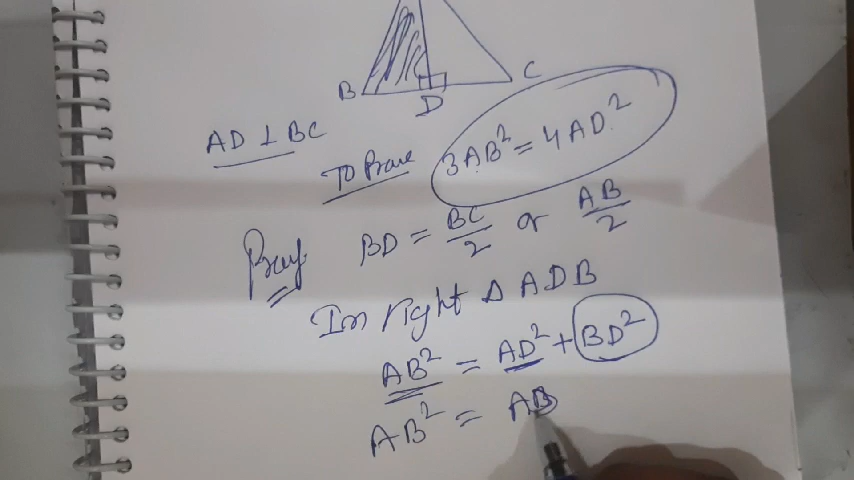 B D C
AD ⊥ BC
To Prove 3AB² = 4AD²
Proof BD = BC/2 or AB/2
In right Δ ADB
AB² = AD² + BD²
AB² = AB